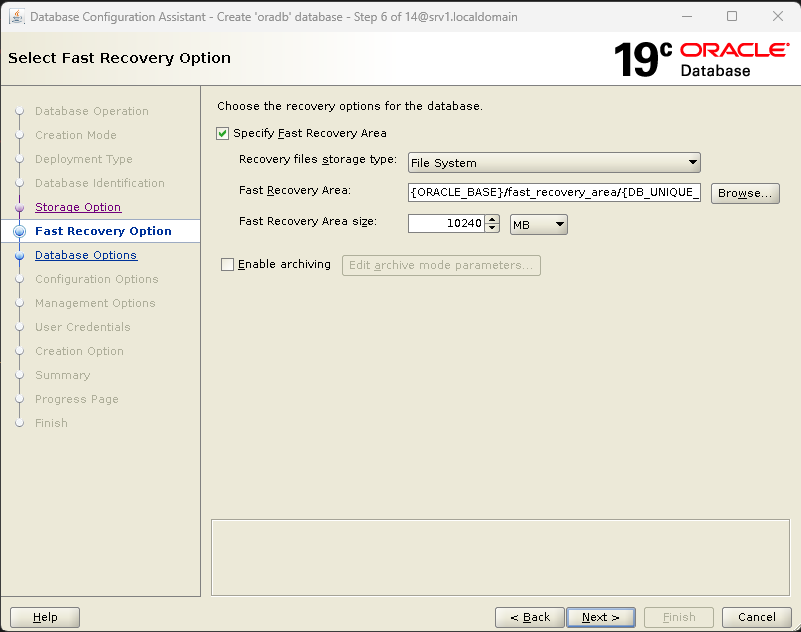 Database Configuration Assistant - Create 'oradb' database - Step 6 of 14@srv1.localdomain
Select Fast Recovery Option
19c ORACLE
Database
Database Operation
Creation Mode
Deployment Type
Database Identification
Storage Option
Fast Recovery Option
Database Options
Configuration Options
Management Options
User Credentials
Creation Option
Summary
Progress Page
Finish
Choose the recovery options for the database.
Specify Fast Recovery Area
Recovery files storage type: File System
Fast Recovery Area: {ORACLE_BASE}/fast_recovery_area/{DB_UNIQUE_ Browse...
Fast Recovery Area size: 10240 MB
Enable archiving Edit archive mode parameters...
Help < Back Next > Finish Cancel